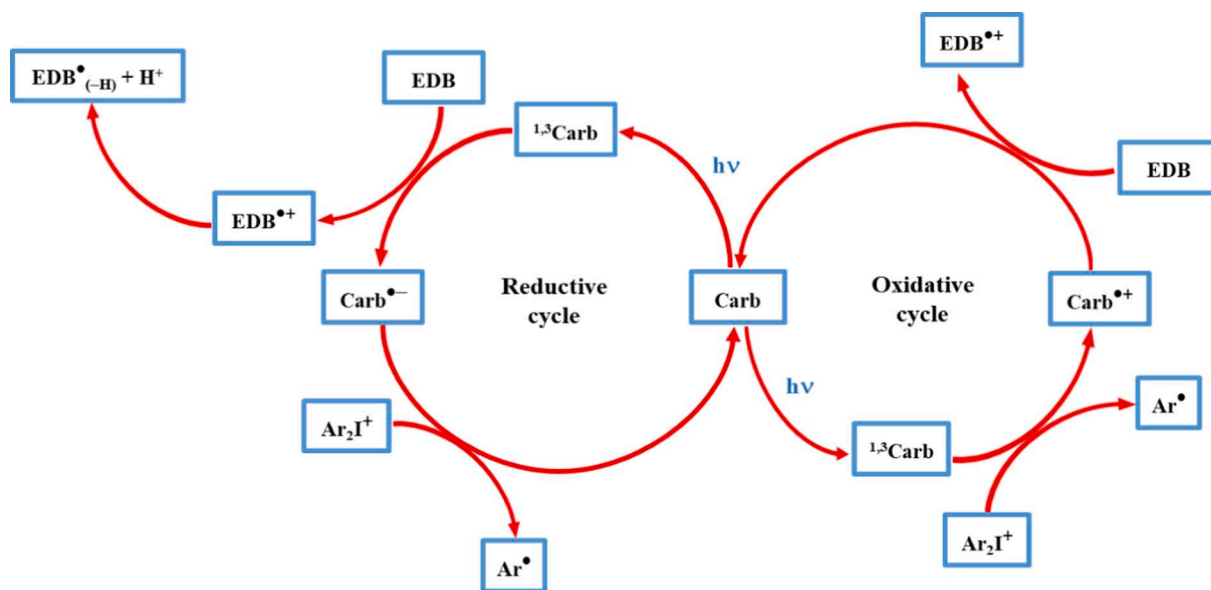 EDB•+
EDB•(–H) + H+
EDB
1,3Carb
hν
EDB
EDB•+
Carb•–
Reductive
cycle
Carb
Oxidative
cycle
Carb•+
hν
Ar•
Ar2I+
1,3Carb
Ar2I+
Ar•